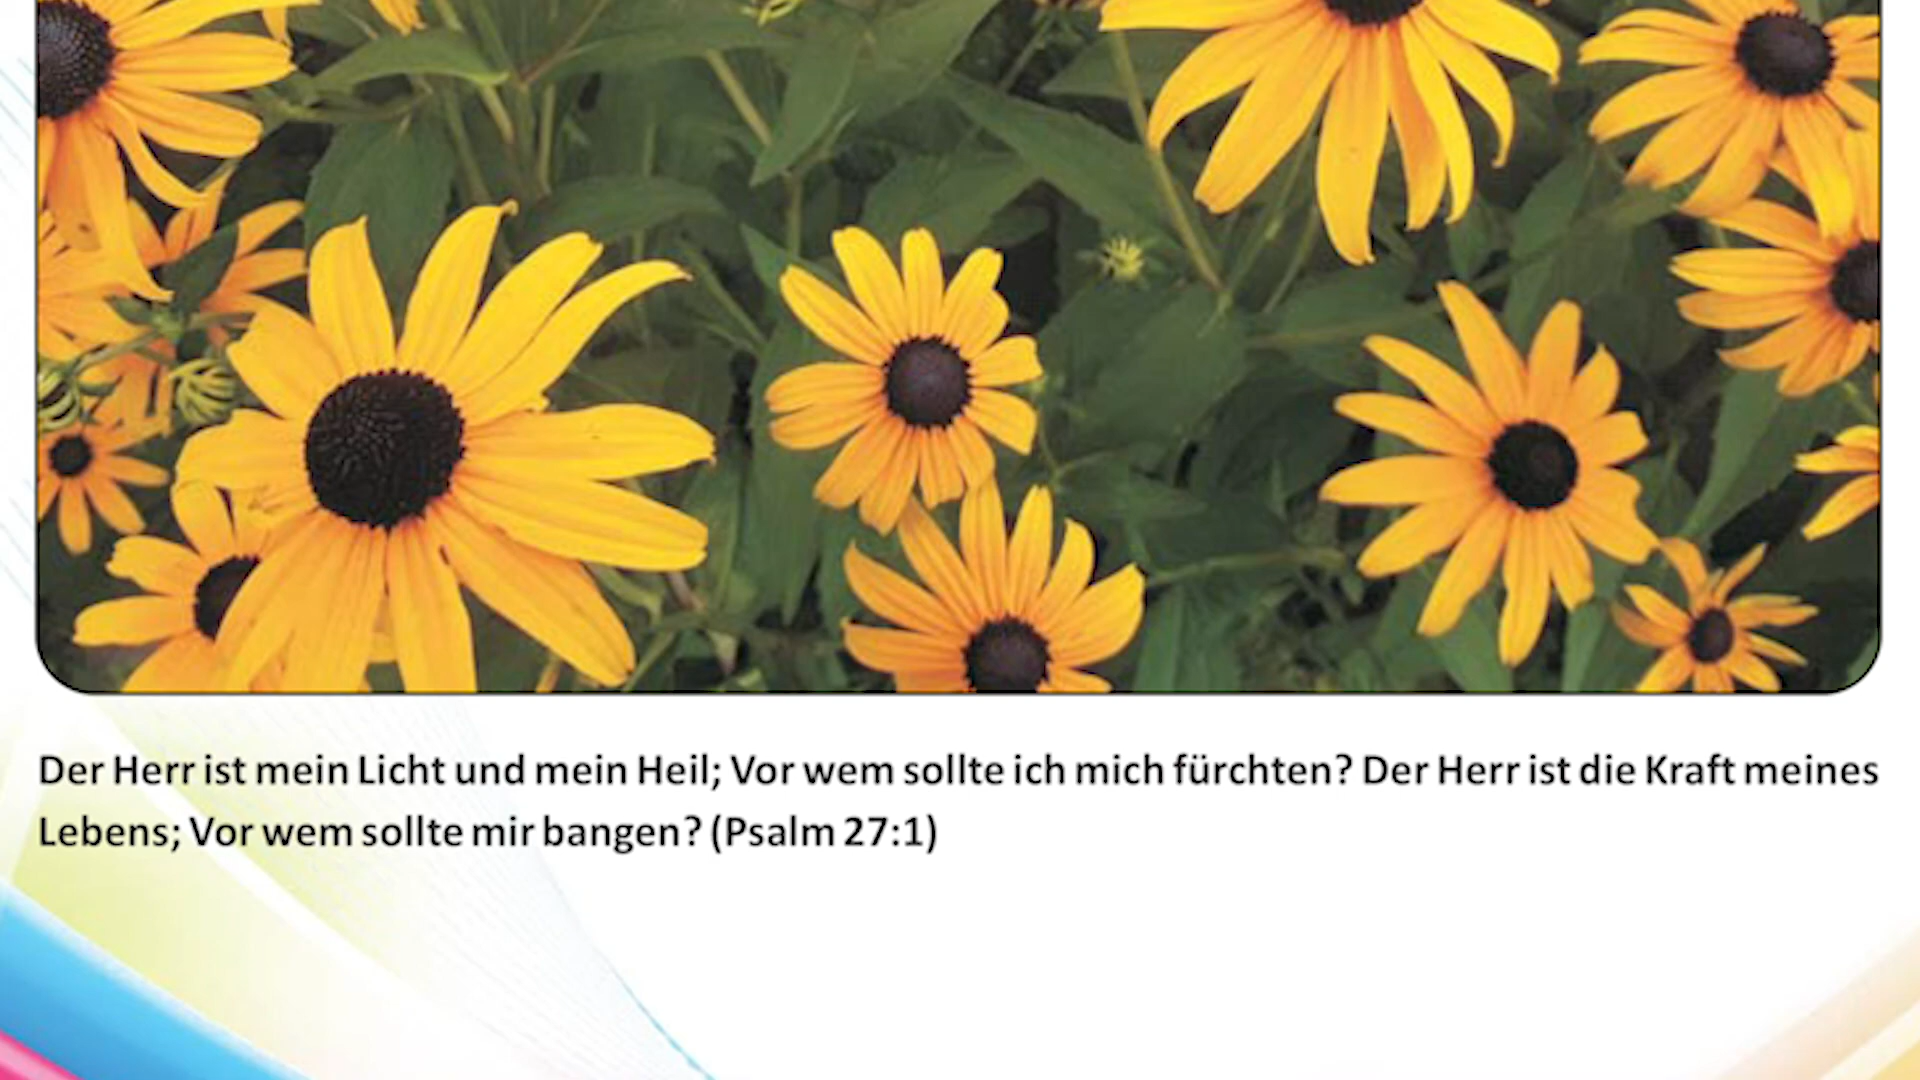 Der Herr ist mein Licht und mein Heil; Vor wem sollte ich mich fürchten? Der Herr ist die Kraft meines
Lebens; Vor wem sollte mir bangen? (Psalm 27:1)